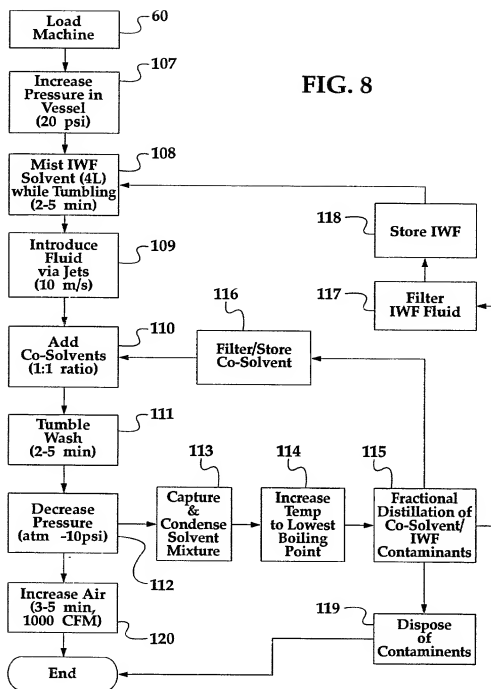 Load
Machine
60
FIG. 8
Increase
Pressure in
Vessel
(20 psi)
107
Mist IWF
Solvent (4L)
while Tumbling
(2-5 min)
108
Introduce
Fluid
via Jets
(10 m/s)
109
118
Store IWF
117
Filter
IWF Fluid
Add
Co-Solvents
(1:1 ratio)
110
116
Filter/Store
Co-Solvent
Tumble
Wash
(2-5 min)
111
Decrease
Pressure
(atm -10psi)
112
113
Capture
&
Condense
Solvent
Mixture
114
Increase
Temp
to Lowest
Boiling
Point
115
Fractional
Distillation of
Co-Solvent/
IWF
Contaminants
Increase Air
(3-5 min,
1000 CFM)
120
119
Dispose
of
Contaminents
End